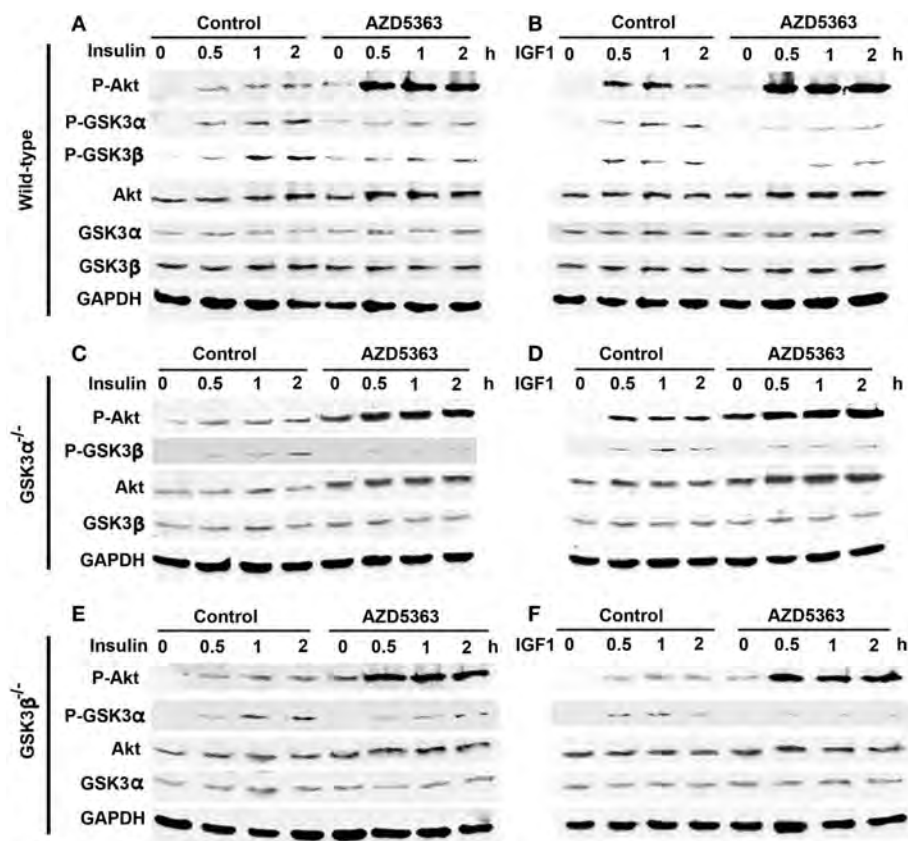 A Control AZD5363 B Control AZD5363
Insulin 0 0.5 1 2 0 0.5 1 2 h IGF1 0 0.5 1 2 0 0.5 1 2 h
Wild-type
P-Akt
P-GSK3α
P-GSK3β
Akt
GSK3α
GSK3β
GAPDH
C Control AZD5363 D Control AZD5363
Insulin 0 0.5 1 2 0 0.5 1 2 h IGF1 0 0.5 1 2 0 0.5 1 2 h
GSK3α-/-
P-Akt
P-GSK3β
Akt
GSK3β
GAPDH
E Control AZD5363 F Control AZD5363
Insulin 0 0.5 1 2 0 0.5 1 2 h IGF1 0 0.5 1 2 0 0.5 1 2 h
GSK3β-/-
P-Akt
P-GSK3α
Akt
GSK3α
GAPDH